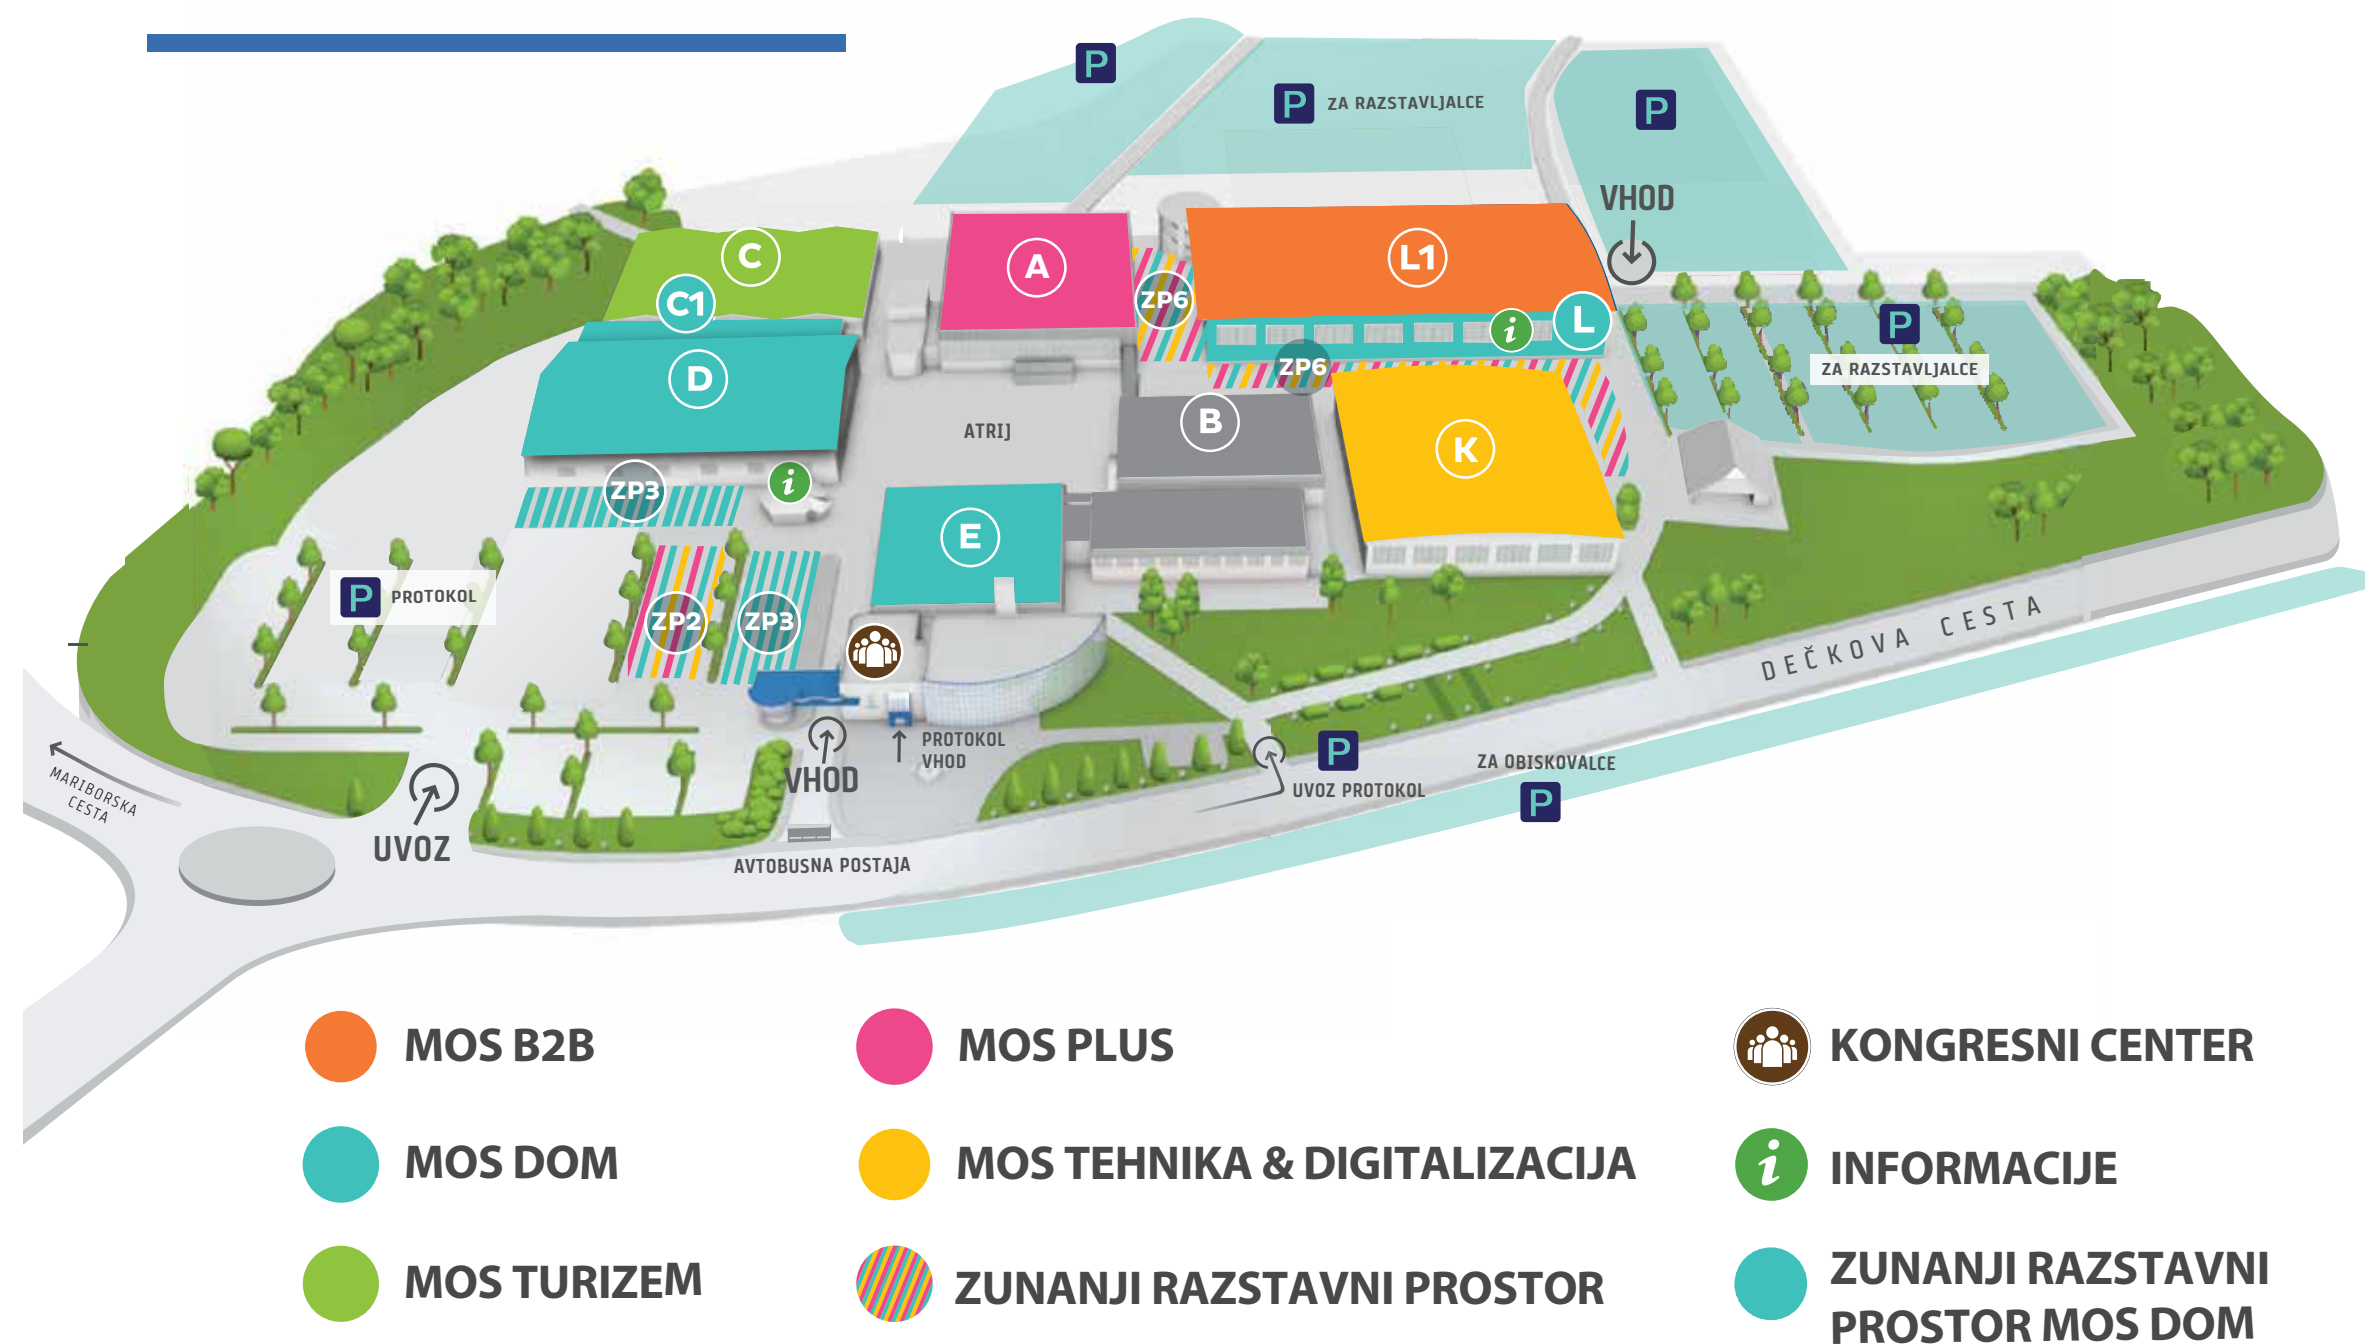 P
P ZA RAZSTAVLJALCE
P
VHOD
C
A
L1
C1
ZP6
i
L
P
ZA RAZSTAVLJALCE
D
ZP6
B
ATRIJ
K
ZP3
i
E
P PROTOKOL
ZP2
ZP3
DEČKOVA CESTA
PROTOKOL
VHOD
VHOD
P
ZA OBISKOVALCE
UVOZ PROTOKOL
P
MARIBORSKA
CESTA
UVOZ
AVTOBUSNA POSTAJA
MOS B2B
MOS PLUS
KONGRESNI CENTER
MOS DOM
MOS TEHNIKA & DIGITALIZACIJA
i INFORMACIJE
MOS TURIZEM
ZUNANJI RAZSTAVNI PROSTOR
ZUNANJI RAZSTAVNI
PROSTOR MOS DOM